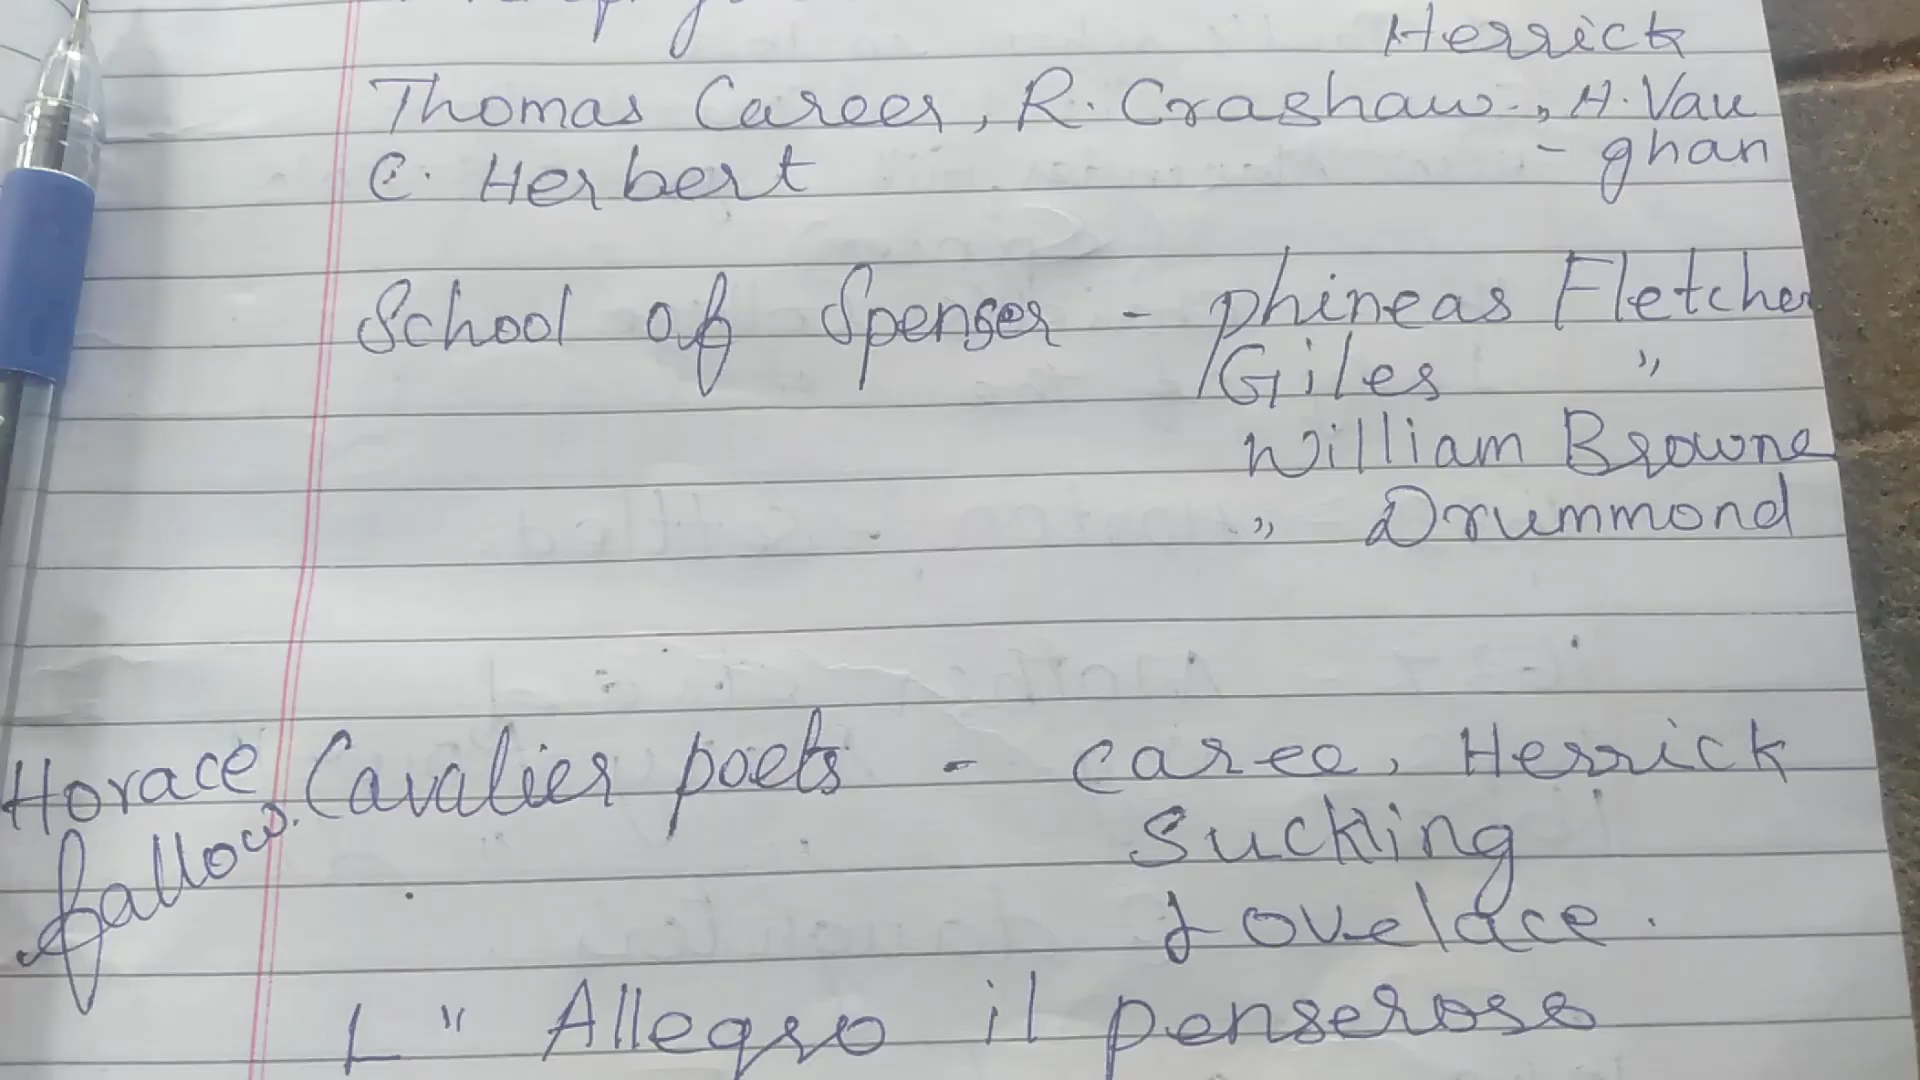 Herrick
Thomas Carees, R. Crashaw., H. Vau
- ghan
C. Herbert
School of Spenser - phineas Fletcher
Giles "
William Browne
" Drummond
Horace Cavalier poets - caree, Herrick
fallow. Suckling
Lovelace.
L " Allegro il penseroso